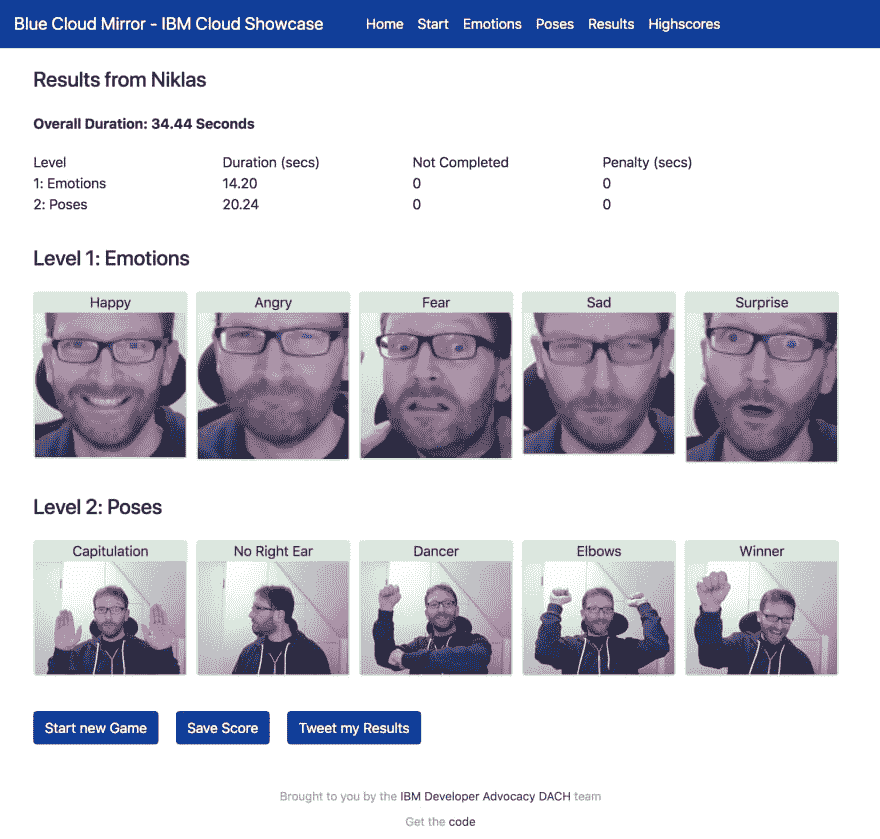 Blue Cloud Mirror - IBM Cloud Showcase Home Start Emotions Poses Results Highscores
Results from Niklas
Overall Duration: 34.44 Seconds
Level Duration (secs) Not Completed Penalty (secs)
1: Emotions 14.20 0 0
2: Poses 20.24 0 0
Level 1: Emotions
Happy Angry Fear Sad Surprise
Level 2: Poses
Capitulation No Right Ear Dancer Elbows Winner
Start new Game Save Score Tweet my Results
Brought to you by the IBM Developer Advocacy DACH team
Get the code